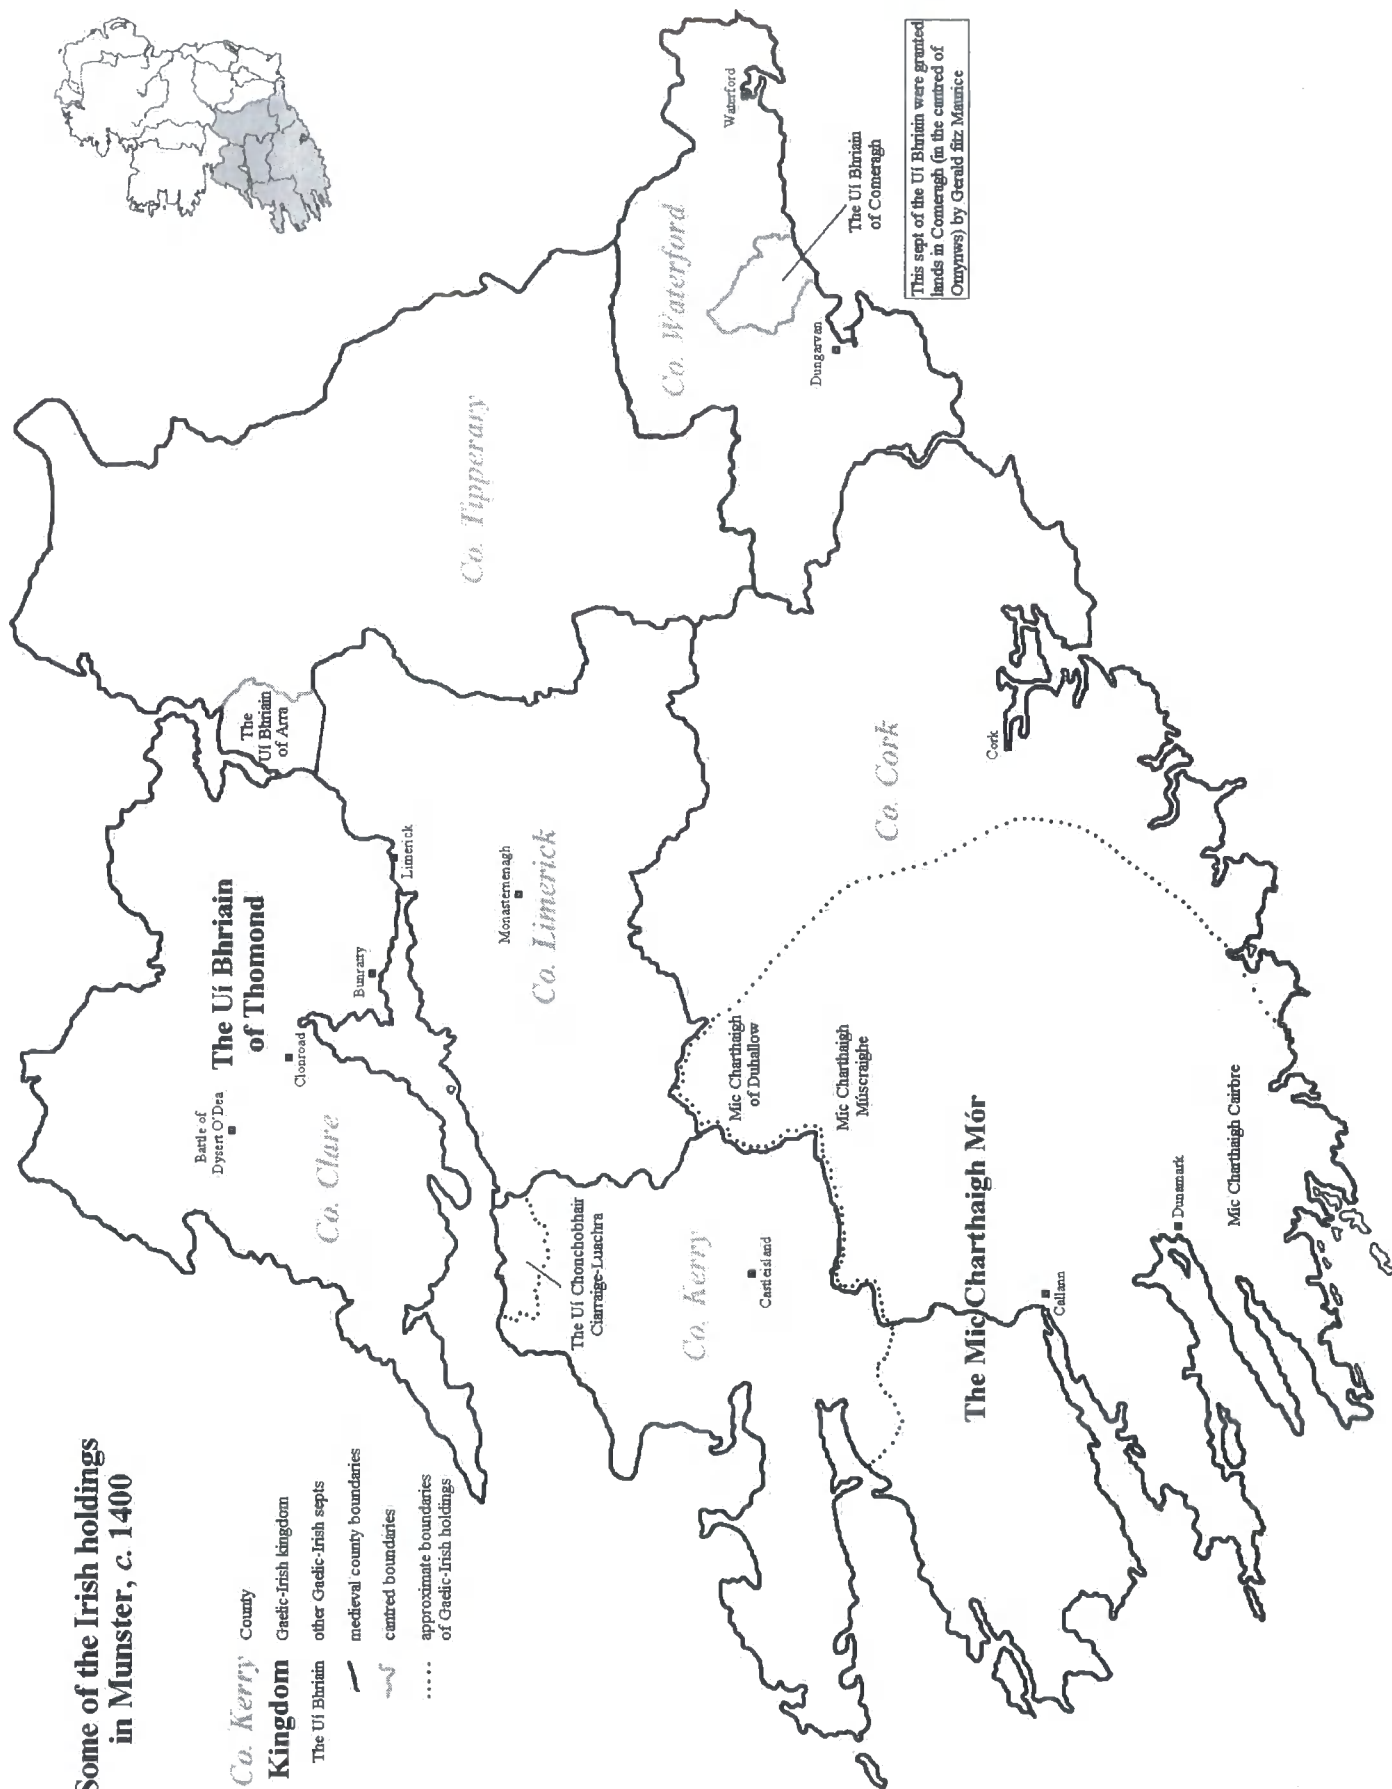 Some of the Irish holdings
in Munster, c. 1400
Co. Kerry County
Kingdom Gaelic-Irish kingdom
The Uí Bhriain other Gaelic-Irish septs
medieval county boundaries
cantred boundaries
approximate boundaries
of Gaelic-Irish holdings
Battle of
Dysert O'Dea
The Uí Bhriain
of Thomond
Clonroad
Co. Clare
Bunratty
Limerick
The
Uí Bhriain
of Arra
Co. Tipperary
Monasternenagh
Co. Limerick
The Uí Chonchobhair
Ciarraige-Luachra
Co. Kerry
Castleisland
Mic Charthaigh
of Duhallow
Mic Charthaigh
Múscraighe
Co. Cork
Cork
The Mic Charthaigh Mór
Callann
Dunamark
Mic Charthaigh Cairbre
Co. Waterford
Waterford
Dungarvan
The Uí Bhriain
of Comeragh
This sept of the Uí Bhriain were granted
lands in Comeragh (in the cantred of
Omynws) by Gerald fitz Maurice